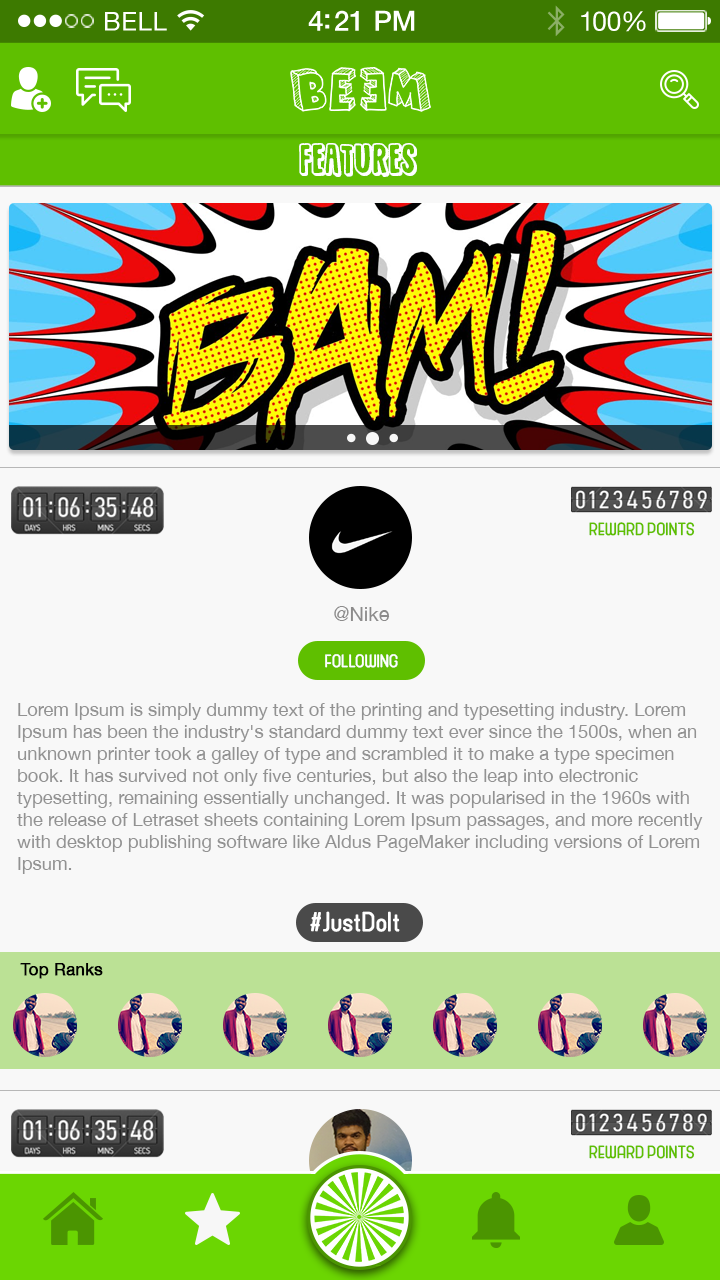 BELL 4:21 PM 100%
BEEM
FEATURES
BAM!
01:06:35:48
DAYS HRS MINS SECS
0123456789
REWARD POINTS
@Nike
FOLLOWING
Lorem Ipsum is simply dummy text of the printing and typesetting industry. Lorem
Ipsum has been the industry's standard dummy text ever since the 1500s, when an
unknown printer took a galley of type and scrambled it to make a type specimen
book. It has survived not only five centuries, but also the leap into electronic
typesetting, remaining essentially unchanged. It was popularised in the 1960s with
the release of Letraset sheets containing Lorem Ipsum passages, and more recently
with desktop publishing software like Aldus PageMaker including versions of Lorem
Ipsum.
#JustDoIt
Top Ranks
01:06:35:48
DAYS HRS MINS SECS
0123456789
REWARD POINTS